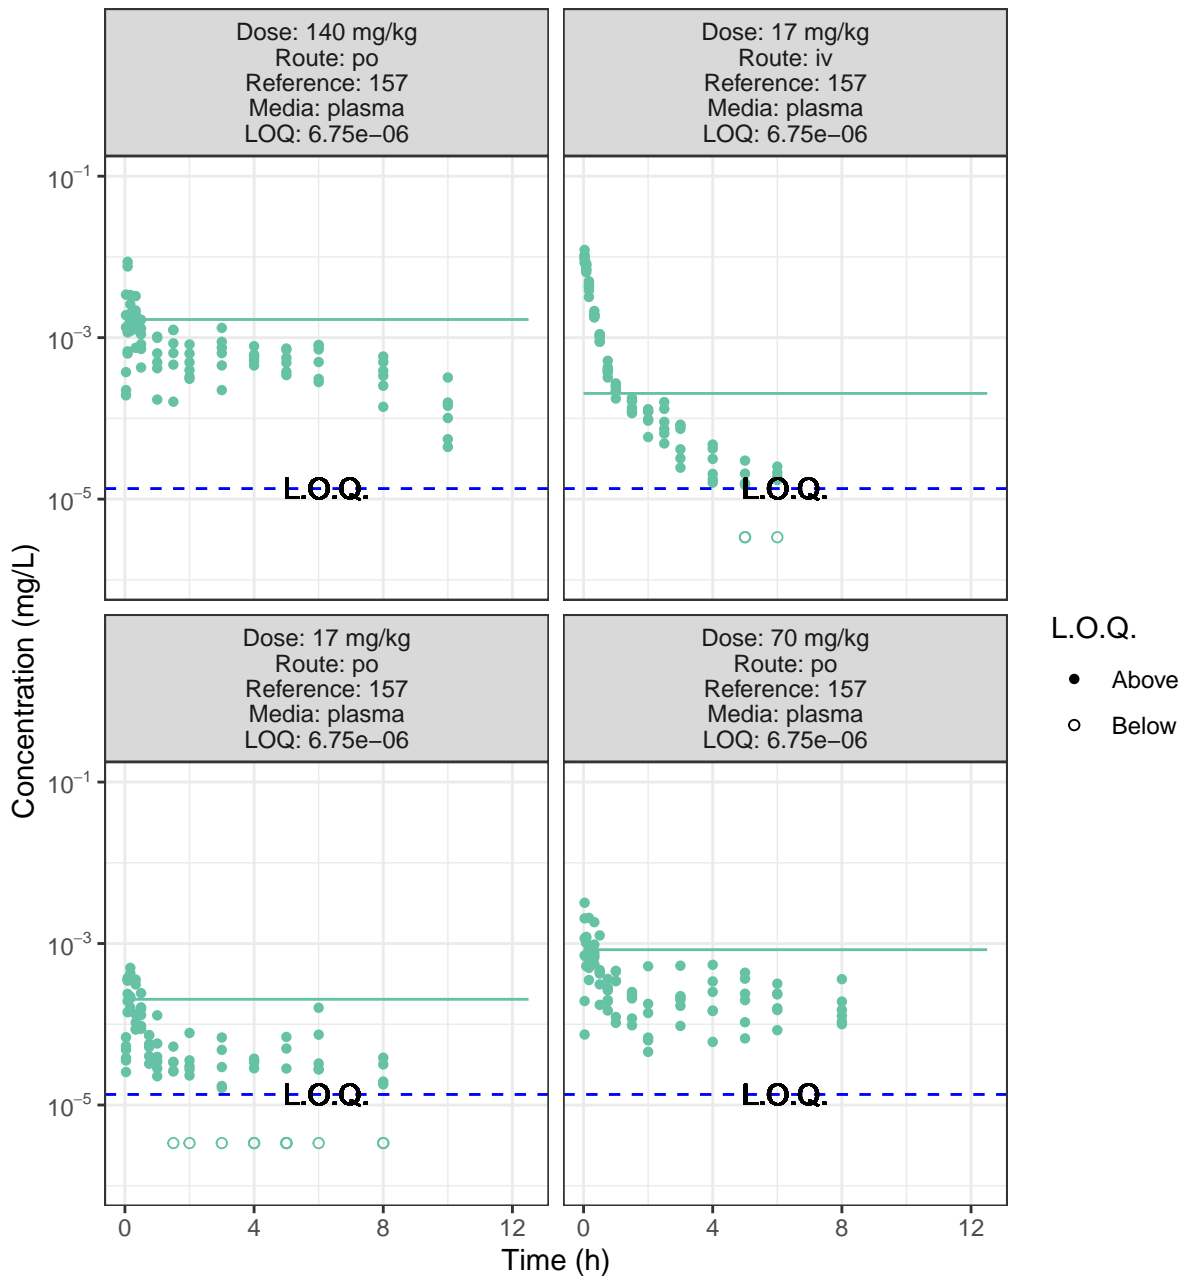 Dose: 140 mg/kg
Route: po
Reference: 157
Media: plasma
LOQ: 6.75e−06
Dose: 17 mg/kg
Route: iv
Reference: 157
Media: plasma
LOQ: 6.75e−06
10⁻¹
10⁻³
10⁻⁵
L.O.Q.
L.O.Q.
Dose: 17 mg/kg
Route: po
Reference: 157
Media: plasma
LOQ: 6.75e−06
Dose: 70 mg/kg
Route: po
Reference: 157
Media: plasma
LOQ: 6.75e−06
10⁻¹
10⁻³
10⁻⁵
L.O.Q.
L.O.Q.
0 4 8 12
0 4 8 12
Time (h)
Concentration (mg/L)
L.O.Q.
Above
Below